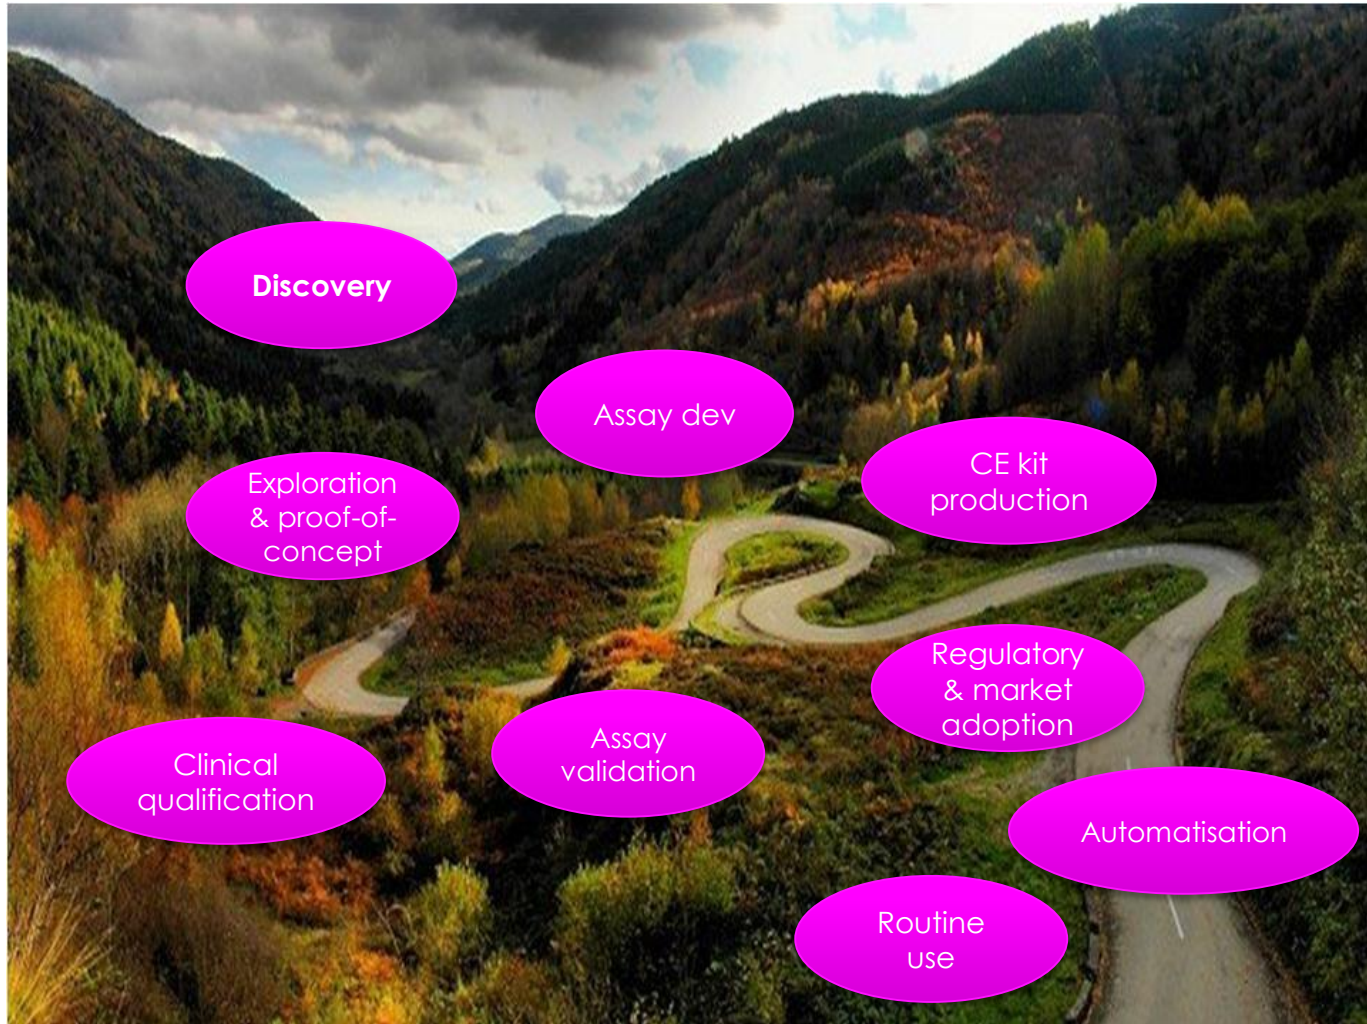 Discovery
Assay dev
CE kit
production
Exploration
& proof-of-
concept
Regulatory
& market
adoption
Assay
validation
Clinical
qualification
Automatisation
Routine
use